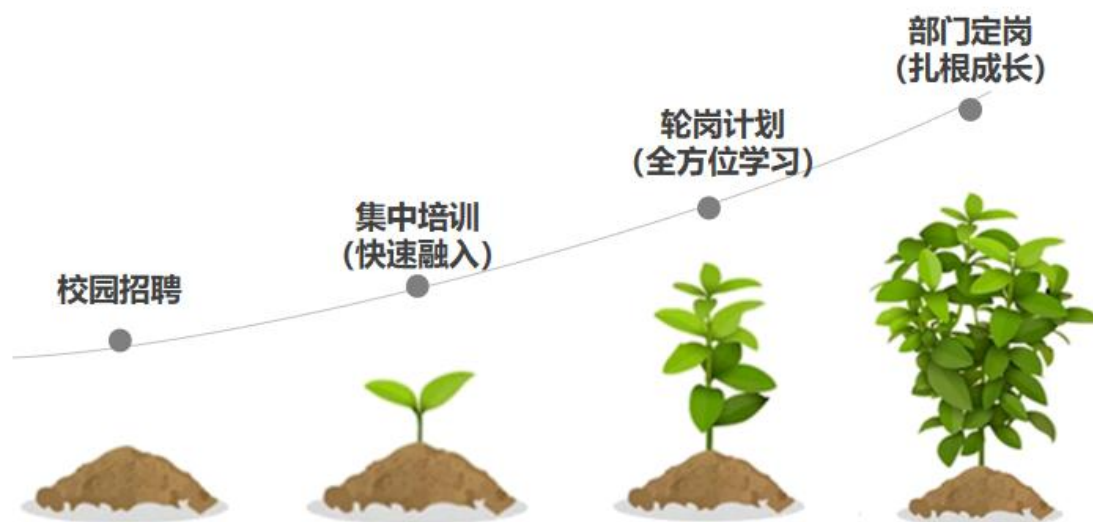 校园招聘
集中培训
（快速融入）
轮岗计划
（全方位学习）
部门定岗
（扎根成长）